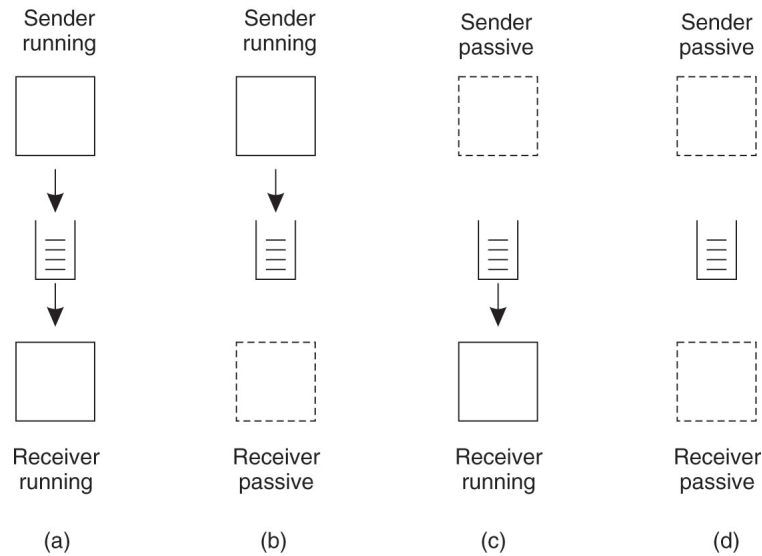 Sender
running
Sender
running
Sender
passive
Sender
passive
Receiver
running
Receiver
passive
Receiver
running
Receiver
passive
(a)
(b)
(c)
(d)